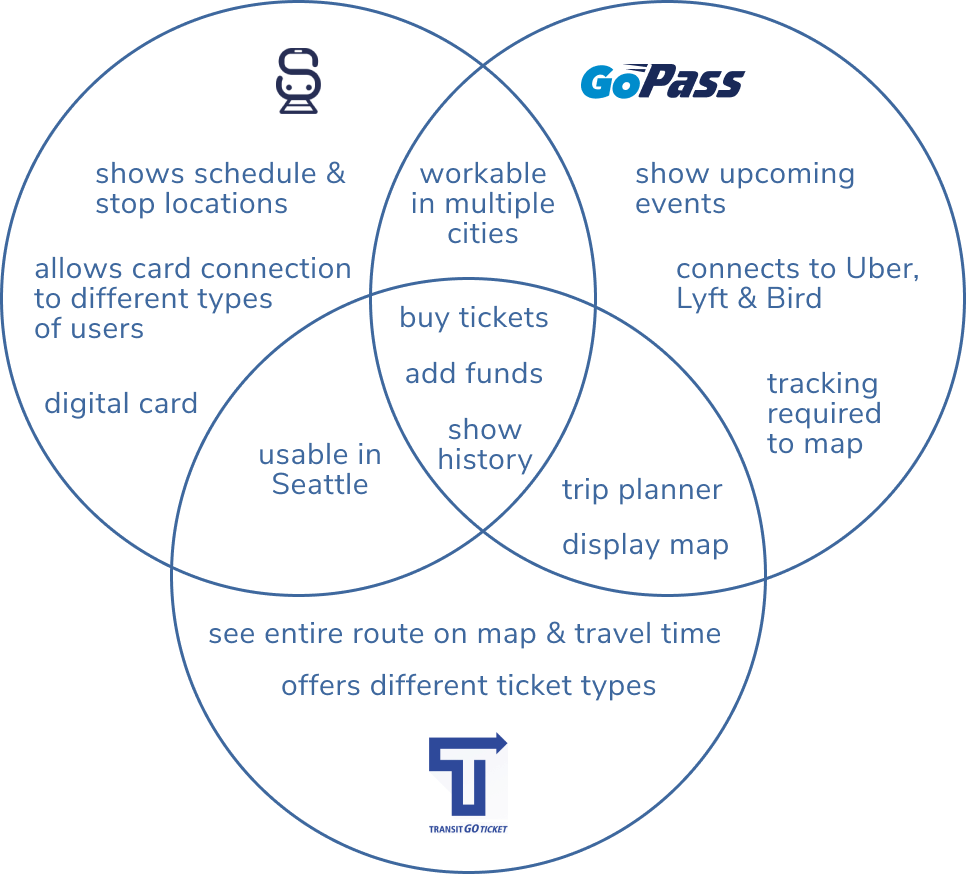 GoPass
shows schedule &
stop locations
workable
in multiple
cities
show upcoming
events
allows card connection
to different types
of users
connects to Uber,
Lyft & Bird
buy tickets
add funds
show
history
digital card
tracking
required
to map
usable in
Seattle
trip planner
display map
see entire route on map & travel time
offers different ticket types
TRANSIT GO TICKET